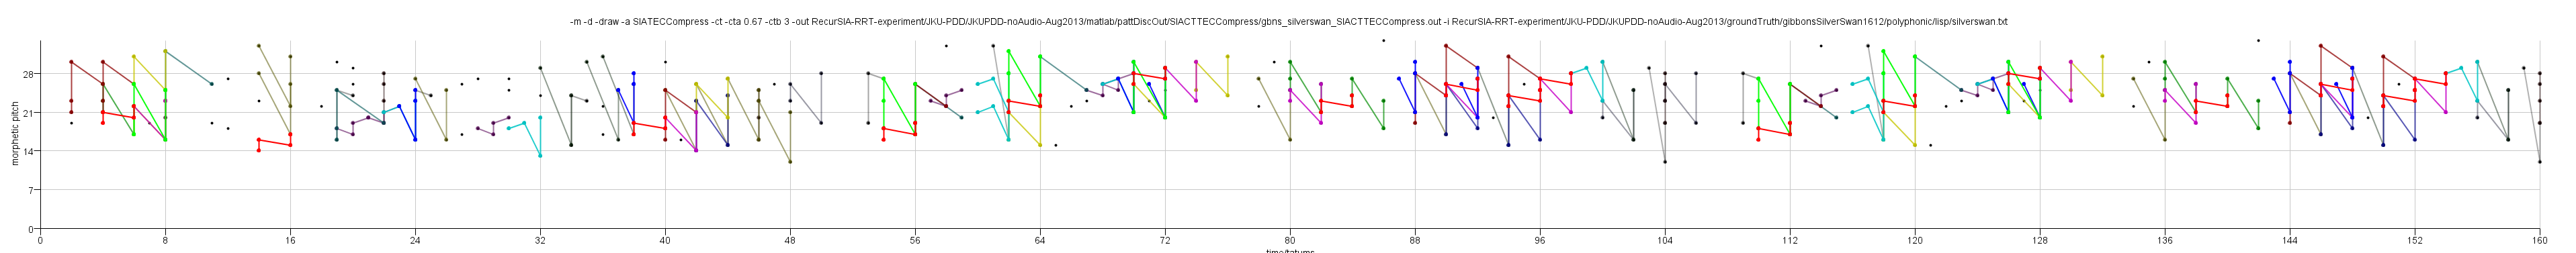 -m -d -draw -a SIATECCompress -ct -cta 0.67 -ctb 3 -out RecurSIA-RRT-experiment/JKU-PDD/JKUPDD-noAudio-Aug2013/matlab/pattDiscOut/SIACTTECCompress/gbns_silverswan_SIACTTECCompress.out -i RecurSIA-RRT-experiment/JKU-PDD/JKUPDD-noAudio-Aug2013/groundTruth/gibbonsSilverSwan1612/polyphonic/lisp/silverswan.txt
morphetic pitch
28
21
14
7
0
0 8 16 24 32 40 48 56 64 72 80 88 96 104 112 120 128 136 144 152 160
time/tatums